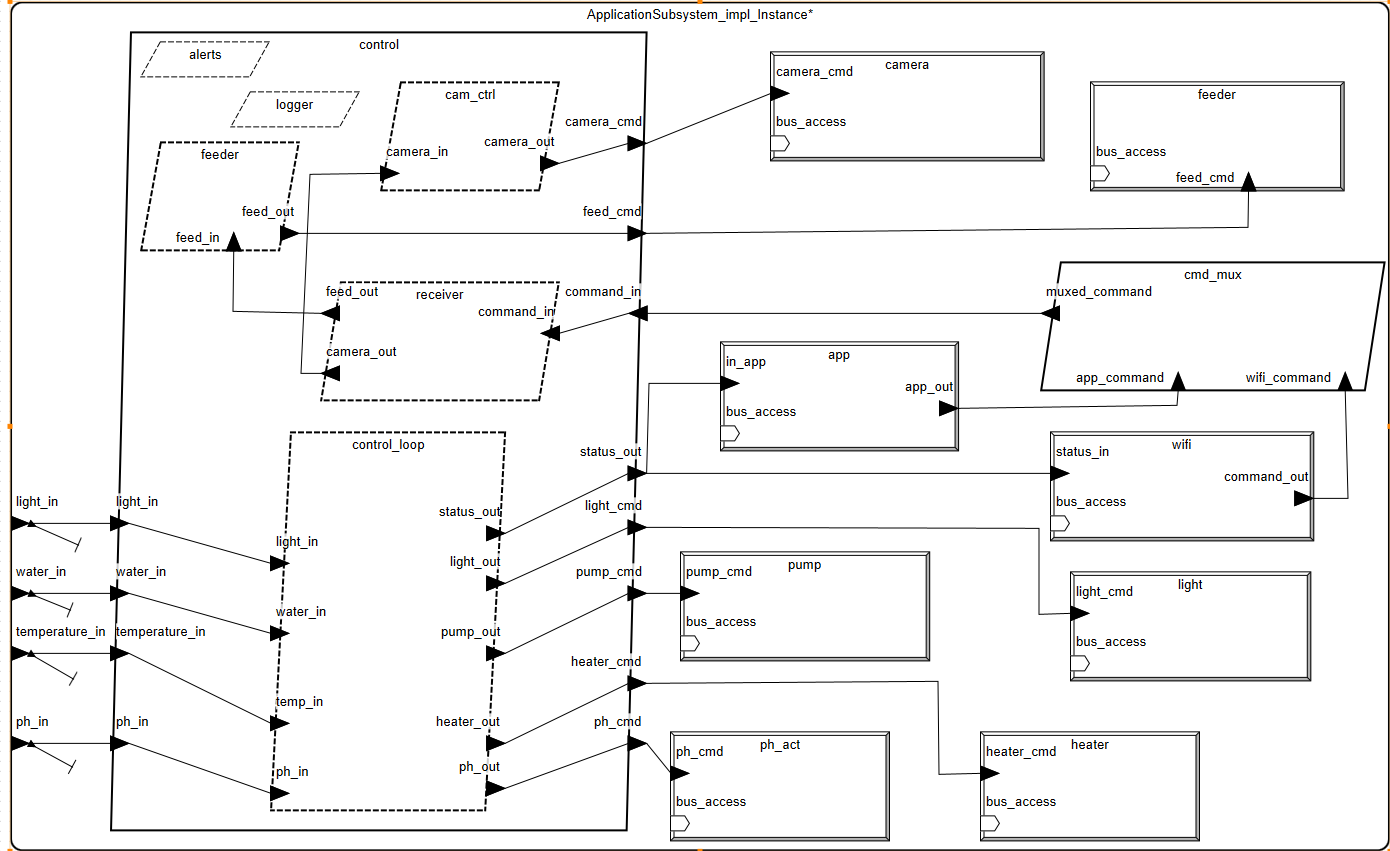 ApplicationSubsystem_impl_Instance*
control
alerts
logger
cam_ctrl
camera_in
camera_out
camera_cmd
camera_cmd
camera
bus_access
feeder
bus_access
feed_cmd
feeder
feed_out
feed_in
feed_cmd
feed_out
receiver
command_in
camera_out
command_in
cmd_mux
muxed_command
app_command
wifi_command
app
in_app
app_out
bus_access
control_loop
status_out
wifi
status_in
command_out
bus_access
light_in
light_in
light_in
status_out
light_out
light_cmd
water_in
water_in
water_in
pump_out
pump_cmd
pump
pump_cmd
bus_access
light
light_cmd
bus_access
temperature_in
temperature_in
temp_in
heater_out
heater_cmd
ph_in
ph_in
ph_in
ph_out
ph_cmd
ph_act
ph_cmd
bus_access
heater
heater_cmd
bus_access